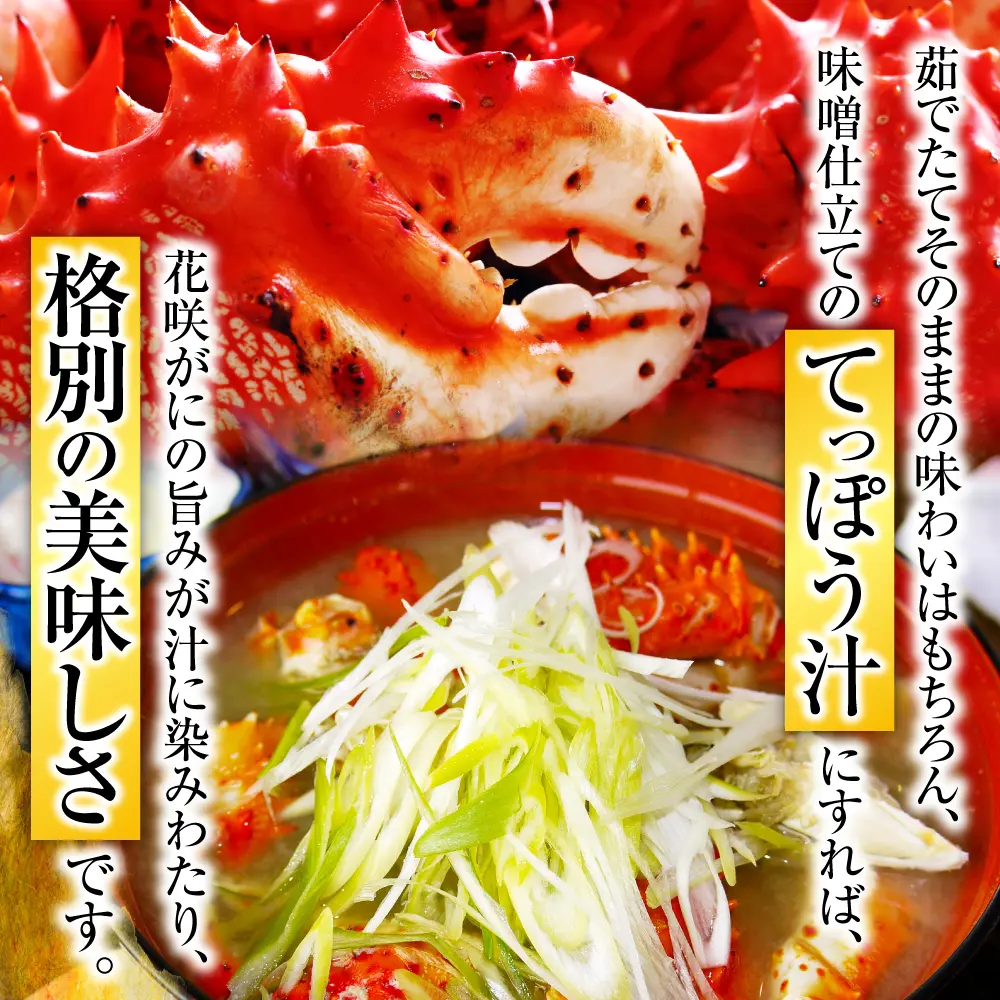 茹でたてそのままの味わいはもちろん、
味噌仕立てのてっぽう汁にすれば、
花咲がにの旨みが汁に染みわたり、
格別の美味しさです。